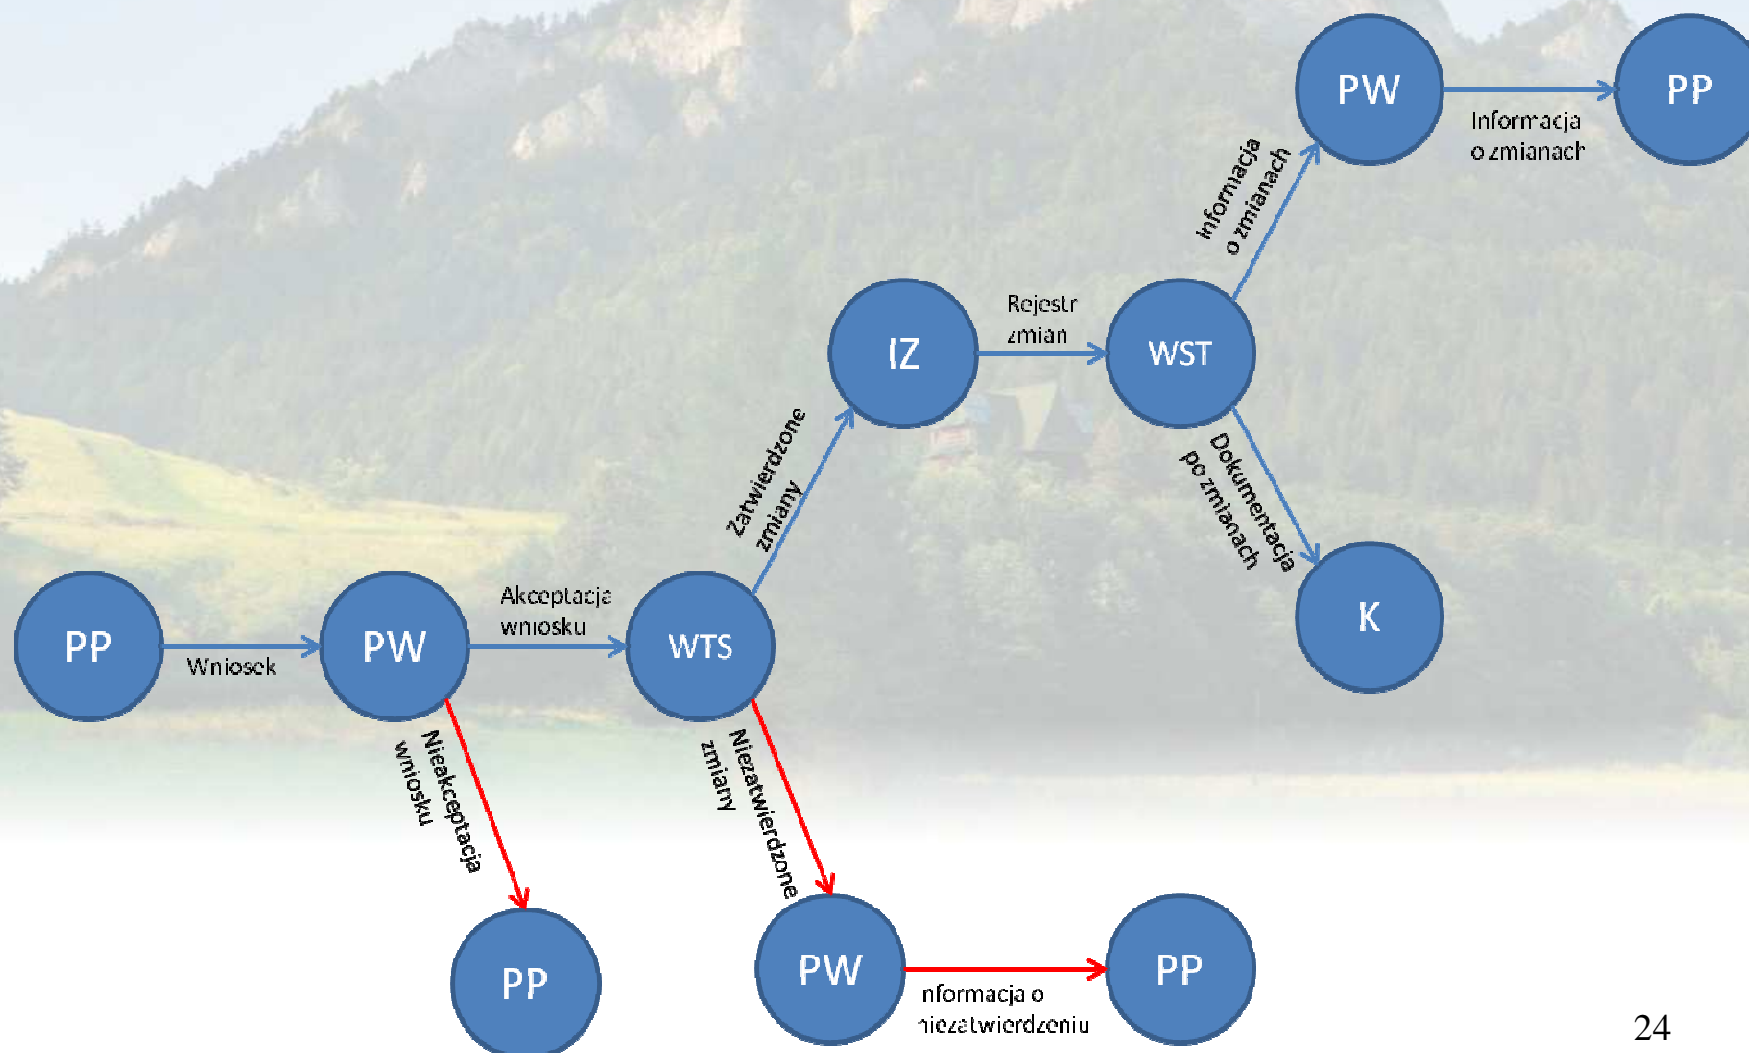 PW
PP
Informacja
o zmianach
Informacja
o zmianach
IZ
Rejestr
zmian
WST
Zatwierdzone
zmiany
Dokumentacja
po zmianach
K
PP
Wniosek
PW
Akceptacja
wniosku
WTS
Nieakceptacja
wniosku
Niezatwierdzone
zmiany
PP
PW
nformacja o
niezatwierdzeniu
PP
24